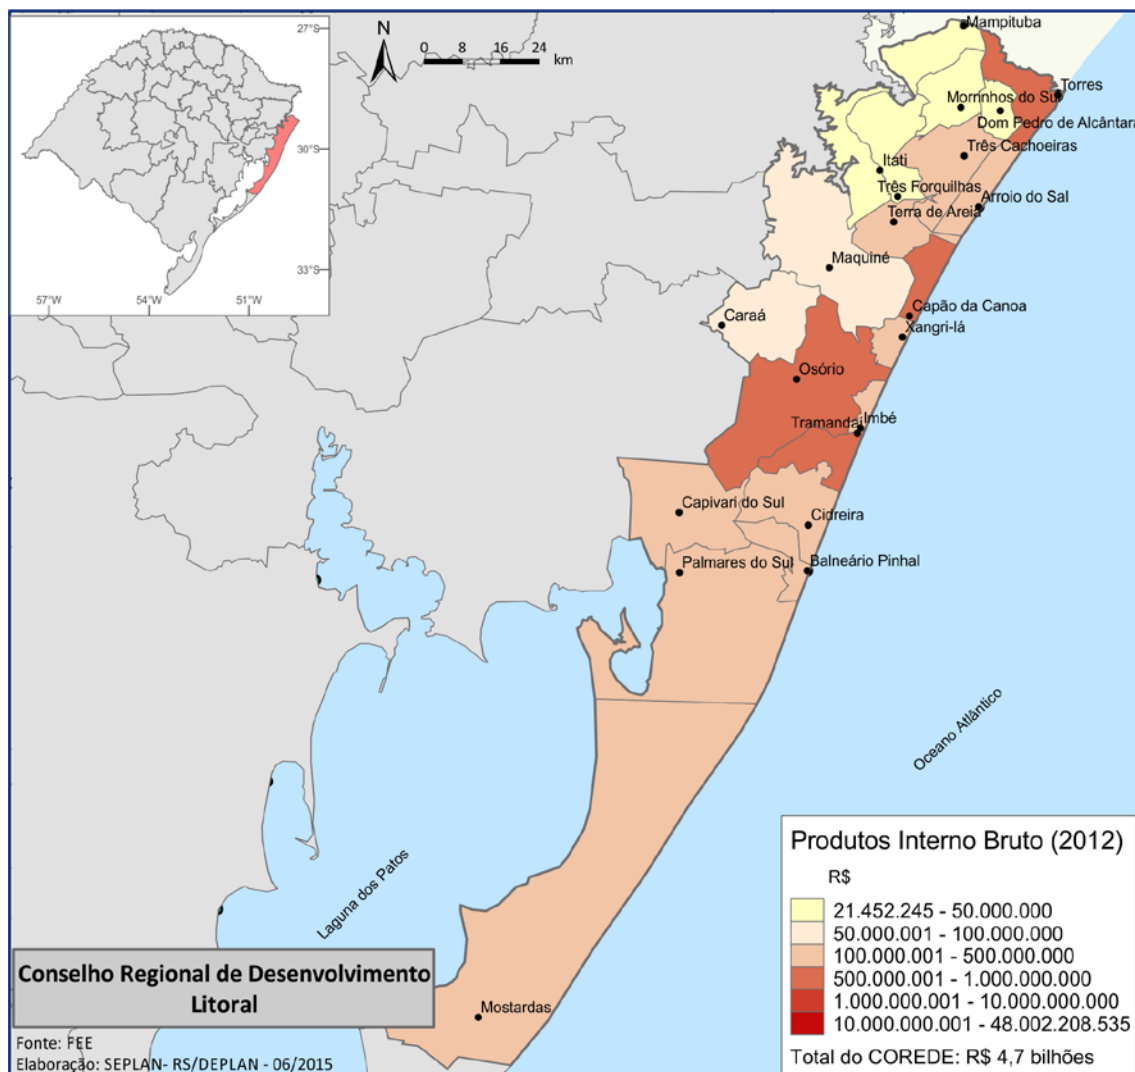 27°S
30°S
33°S
57°W
54°W
51°W
N
0 8 16 24
km
Mampituba
Torres
Morrinhos do Sul
Dom Pedro de Alcântara
Três Cachoeiras
Itati
Três Forquilhas
Arroio do Sal
Terra de Areia
Maquiné
Capão da Canoa
Caraá
Xangri-lá
Osório
Imbé
Tramandaí
Capivari do Sul
Cidreira
Palmares do Sul
Balneário Pinhal
Oceano Atlântico
Laguna dos Patos
Mostardas
Conselho Regional de Desenvolvimento
Litoral
Fonte: FEE
Elaboração: SEPLAN- RS/DEPLAN - 06/2015
Produtos Interno Bruto (2012)
R$
21.452.245 - 50.000.000
50.000.001 - 100.000.000
100.000.001 - 500.000.000
500.000.001 - 1.000.000.000
1.000.000.001 - 10.000.000.000
10.000.000.001 - 48.002.208.535
Total do COREDE: R$ 4,7 bilhões